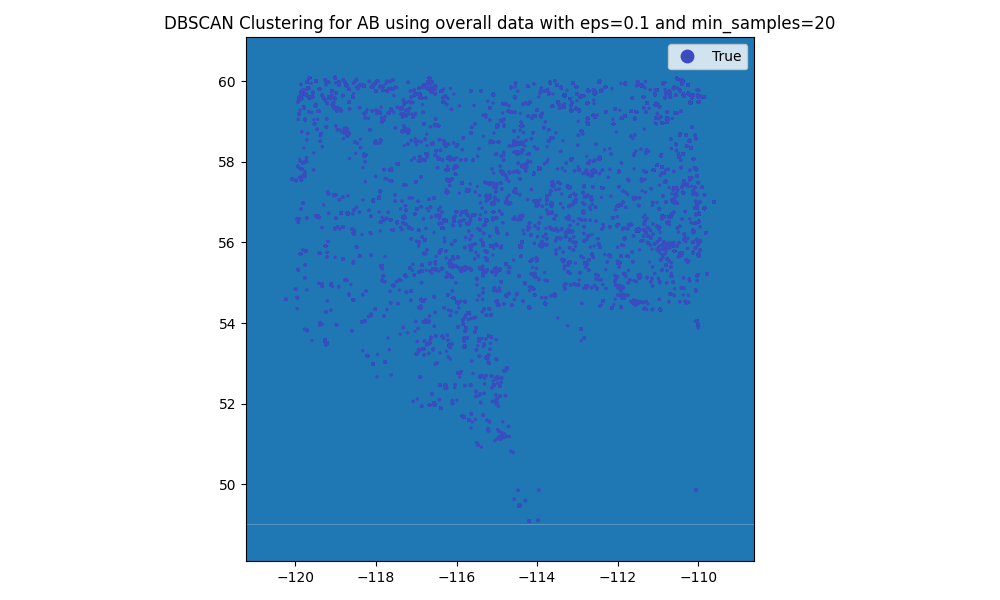 DBSCAN Clustering for AB using overall data with eps=0.1 and min_samples=20
True
60
58
56
54
52
50
−120 −118 −116 −114 −112 −110